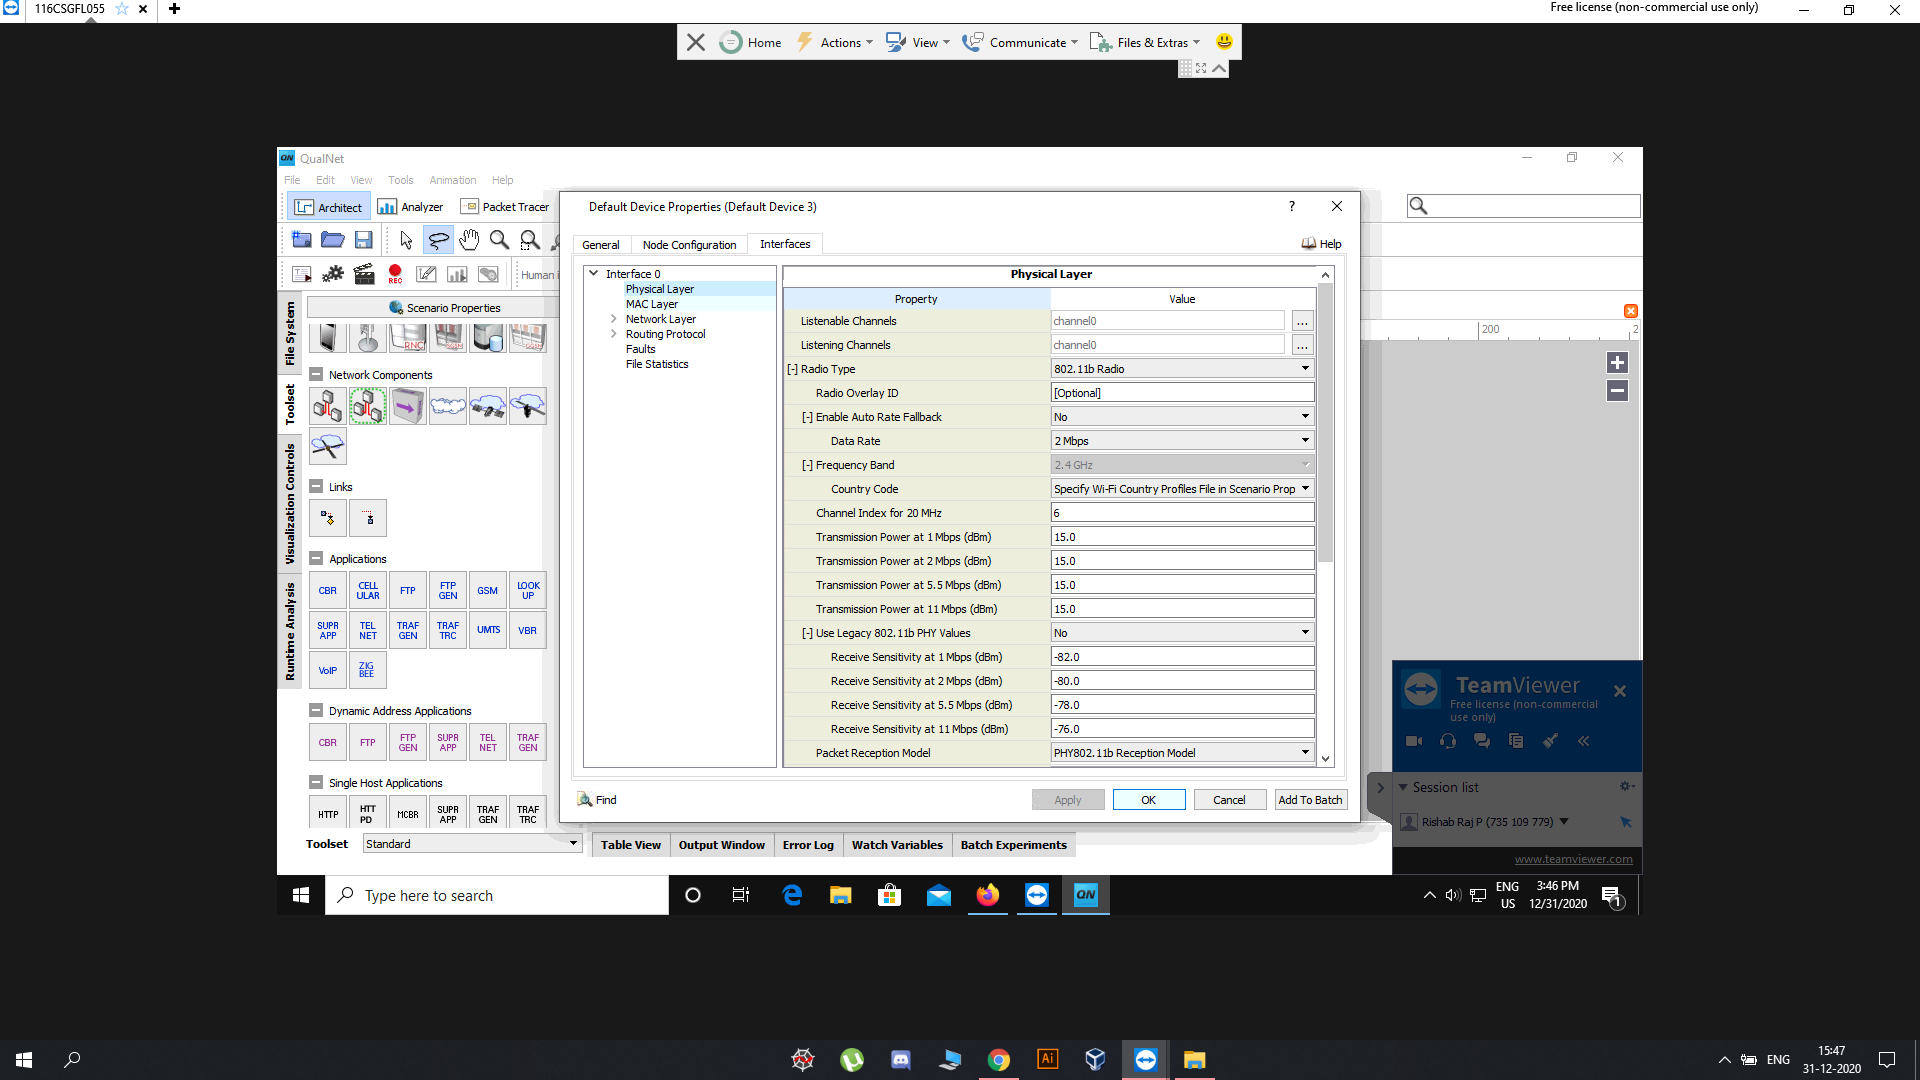 116CSGFL055
Free license (non-commercial use only)
Home
Actions
View
Communicate
Files & Extras
QN QualNet
File Edit View Tools Animation Help
Architect
Analyzer
Packet Tracer
REC
Human i
Scenario Properties
File System
Toolset
Visualization Controls
Runtime Analysis
RNC
Network Components
Links
Applications
CBR
CELL ULAR
FTP
FTP GEN
GSM
LOOK UP
SUPR APP
TEL NET
TRAF GEN
TRAF TRC
UMTS
VBR
VoIP
ZIG BEE
Dynamic Address Applications
CBR
FTP
FTP GEN
SUPR APP
TEL NET
TRAF GEN
Single Host Applications
HTTP
HTT PD
MCBR
SUPR APP
TRAF GEN
TRAF TRC
Toolset
Standard
Default Device Properties (Default Device 3)
?
General
Node Configuration
Interfaces
Help
Interface 0
Physical Layer
MAC Layer
Network Layer
Routing Protocol
Faults
File Statistics
Physical Layer
Property Value
Listenable Channels channel0 ...
Listening Channels channel0 ...
[-] Radio Type 802.11b Radio
Radio Overlay ID [Optional]
[-] Enable Auto Rate Fallback No
Data Rate 2 Mbps
[-] Frequency Band 2.4 GHz
Country Code Specify Wi-Fi Country Profiles File in Scenario Prop
Channel Index for 20 MHz 6
Transmission Power at 1 Mbps (dBm) 15.0
Transmission Power at 2 Mbps (dBm) 15.0
Transmission Power at 5.5 Mbps (dBm) 15.0
Transmission Power at 11 Mbps (dBm) 15.0
[-] Use Legacy 802.11b PHY Values No
Receive Sensitivity at 1 Mbps (dBm) -82.0
Receive Sensitivity at 2 Mbps (dBm) -80.0
Receive Sensitivity at 5.5 Mbps (dBm) -78.0
Receive Sensitivity at 11 Mbps (dBm) -76.0
Packet Reception Model PHY802.11b Reception Model
Find
Apply
OK
Cancel
Add To Batch
200
2
Table View
Output Window
Error Log
Watch Variables
Batch Experiments
TeamViewer
Free license (non-commercial
use only)
Session list
Rishab Raj P (735 109 779)
www.teamviewer.com
Type here to search
QN
ENG
US
3:46 PM
12/31/2020
1
Ai
ENG
15:47
31-12-2020